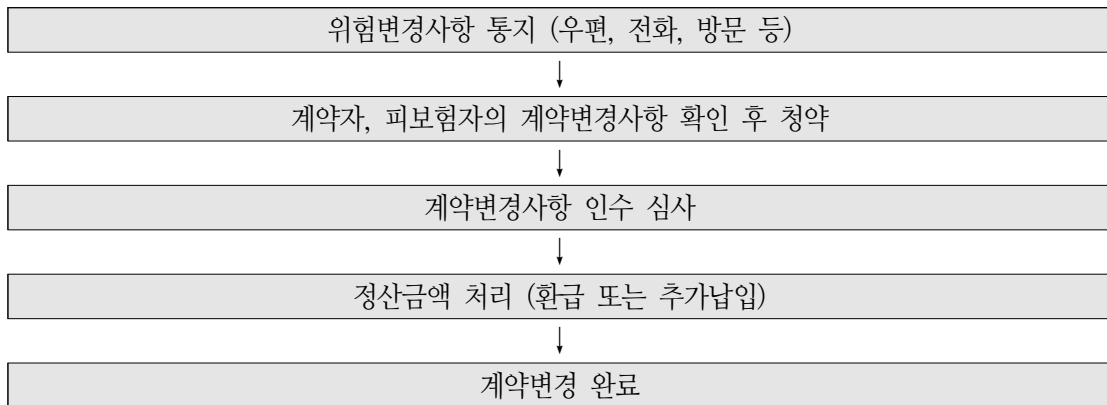 위험변경사항 통지 (우편, 전화, 방문 등)
계약자, 피보험자의 계약변경사항 확인 후 청약
계약변경사항 인수 심사
정산금액 처리 (환급 또는 추가납입)
계약변경 완료